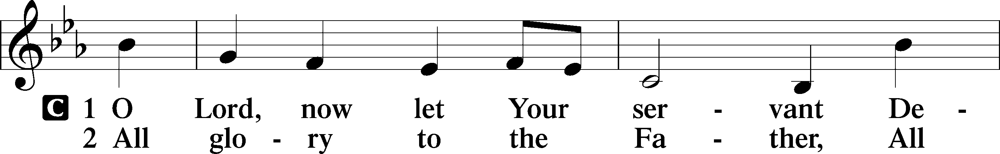 C 1 O Lord, now let Your ser - vant De -
2 All glo - ry to the Fa - ther, All